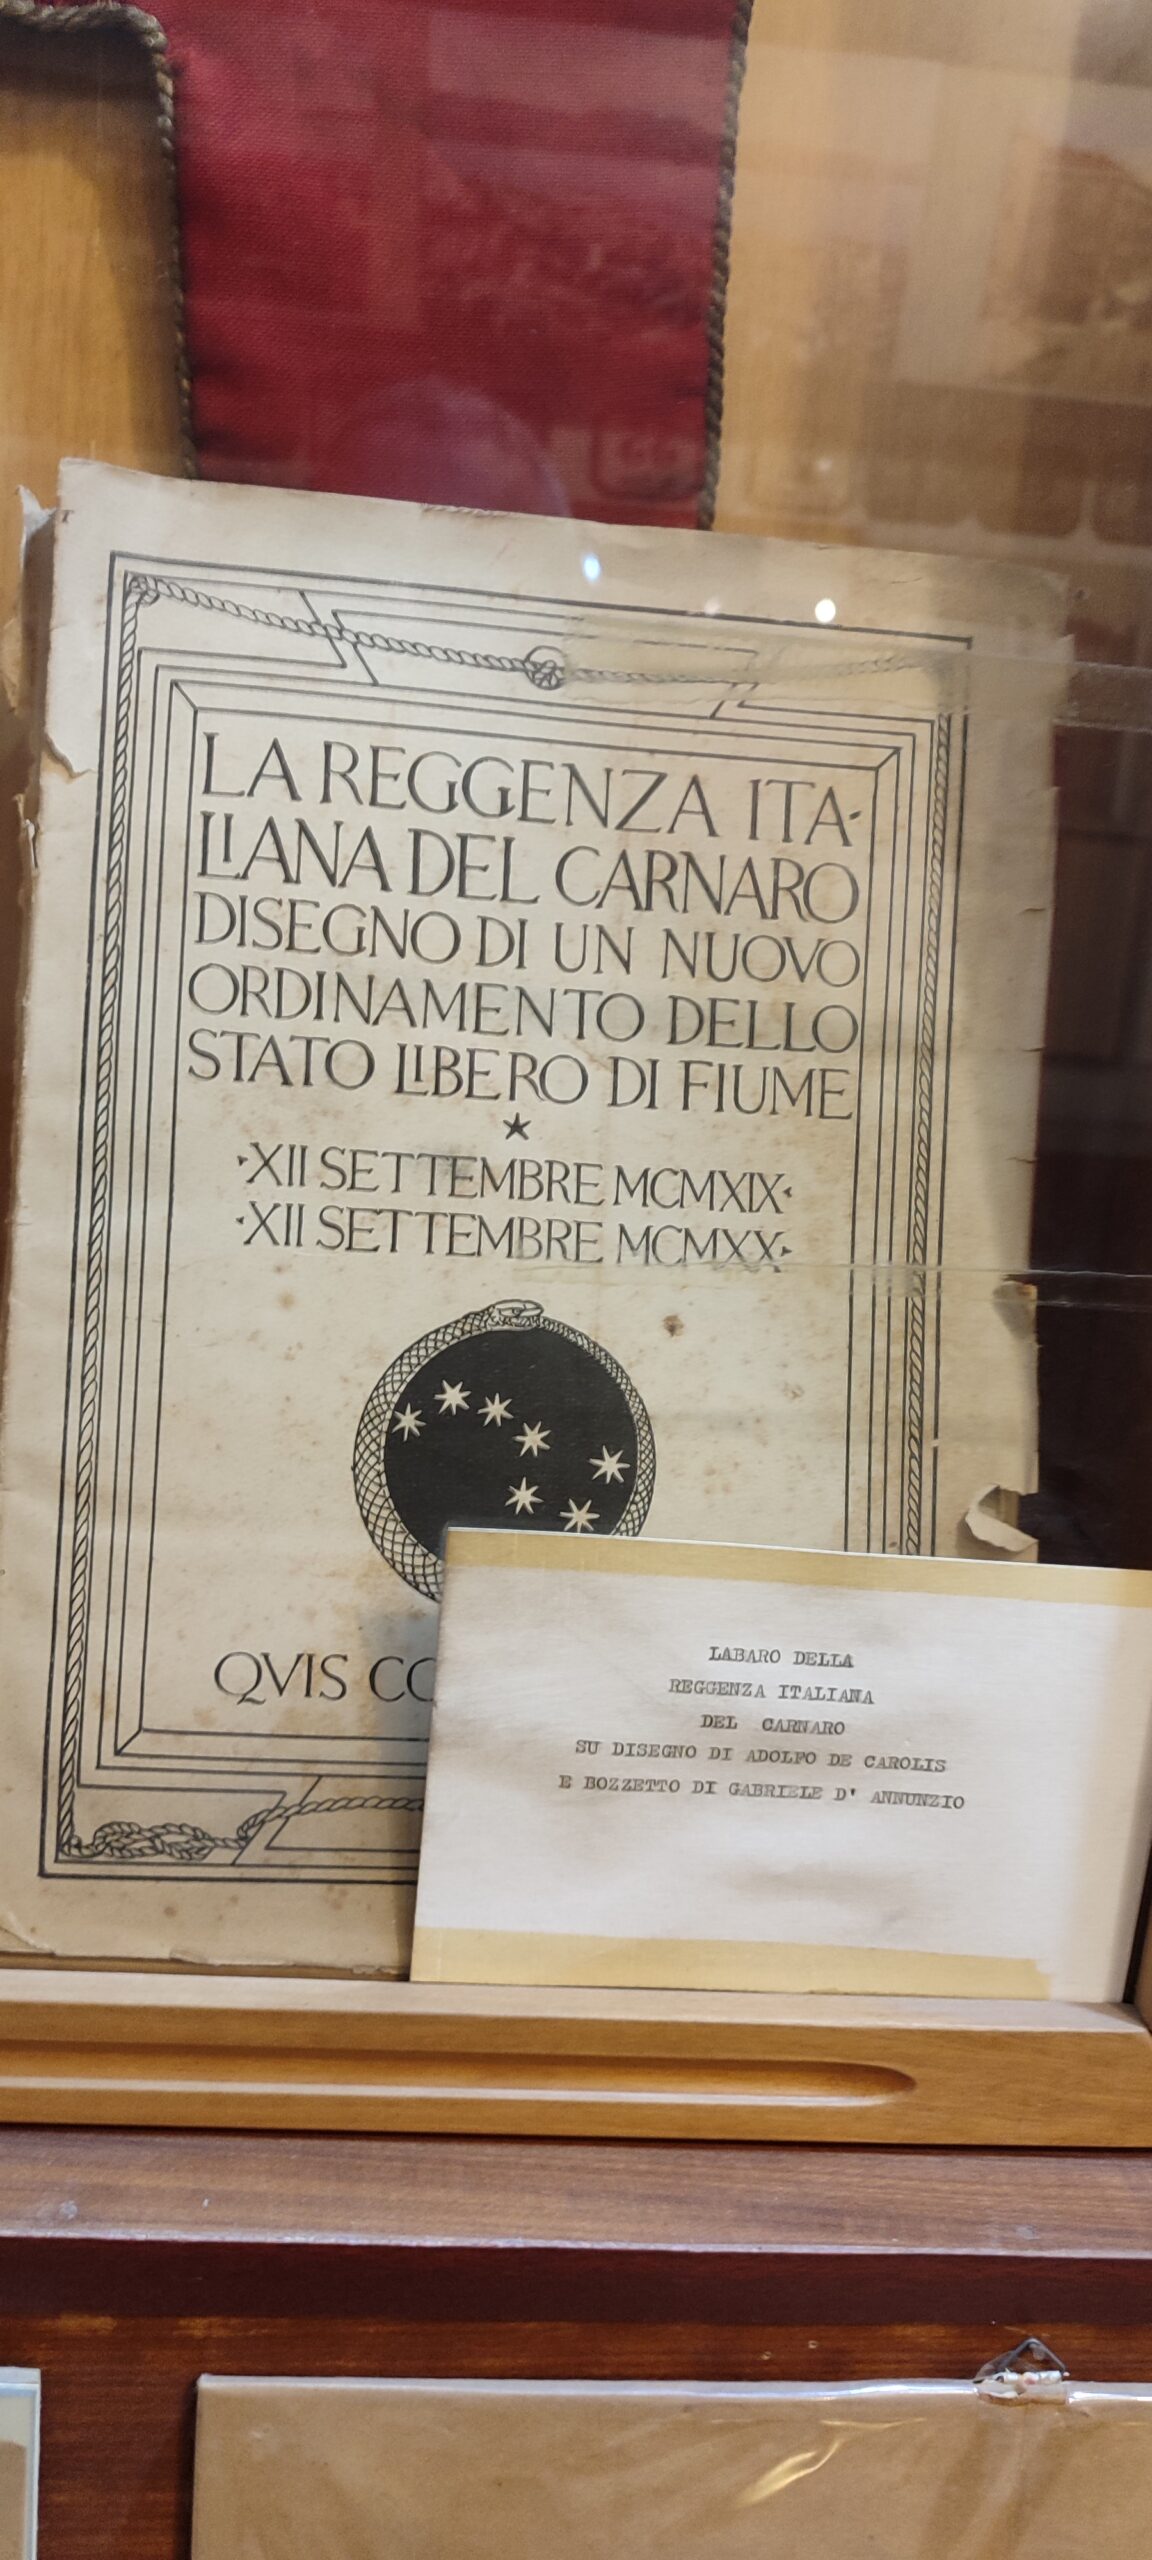 LA REGGENZA ITA-
LIANA DEL CARNARO
DISEGNO DI UN NUOVO
ORDINAMENTO DELLO
STATO LIBERO DI FIUME
★
·XII SETTEMBRE MCMXIX·
·XII SETTEMBRE MCMXX·
QVIS CO
LABARO DELLA
REGGENZA ITALIANA
DEL CARNARO
SU DISEGNO DI ADOLFO DE CAROLIS
E BOZZETTO DI GABRIELE D' ANNUNZIO